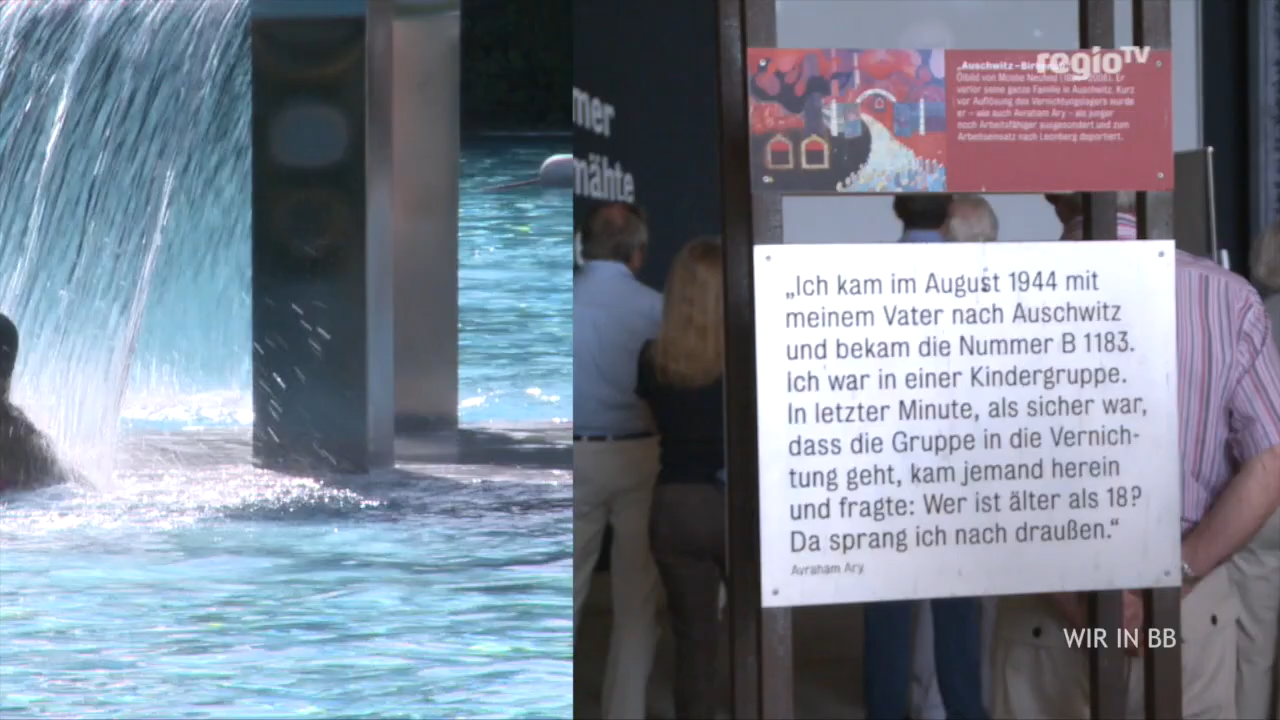 mer
mähte
regioTV
„Auschwitz-
Ölbild von Moshe Neufeld Er
verlor seine ganze Familie in Auschwitz. Kurz
vor Auflösung des Vernichtungslagers wurde
er – wie auch Avraham Ary – als junger
noch Arbeitsfähiger ausgesondert und zum
Arbeitseinsatz nach Leonberg deportiert.
„Ich kam im August 1944 mit
meinem Vater nach Auschwitz
und bekam die Nummer B 1183.
Ich war in einer Kindergruppe.
In letzter Minute, als sicher war,
dass die Gruppe in die Vernich-
tung geht, kam jemand herein
und fragte: Wer ist älter als 18?
Da sprang ich nach draußen.“
Avraham Ary
WIR IN BB